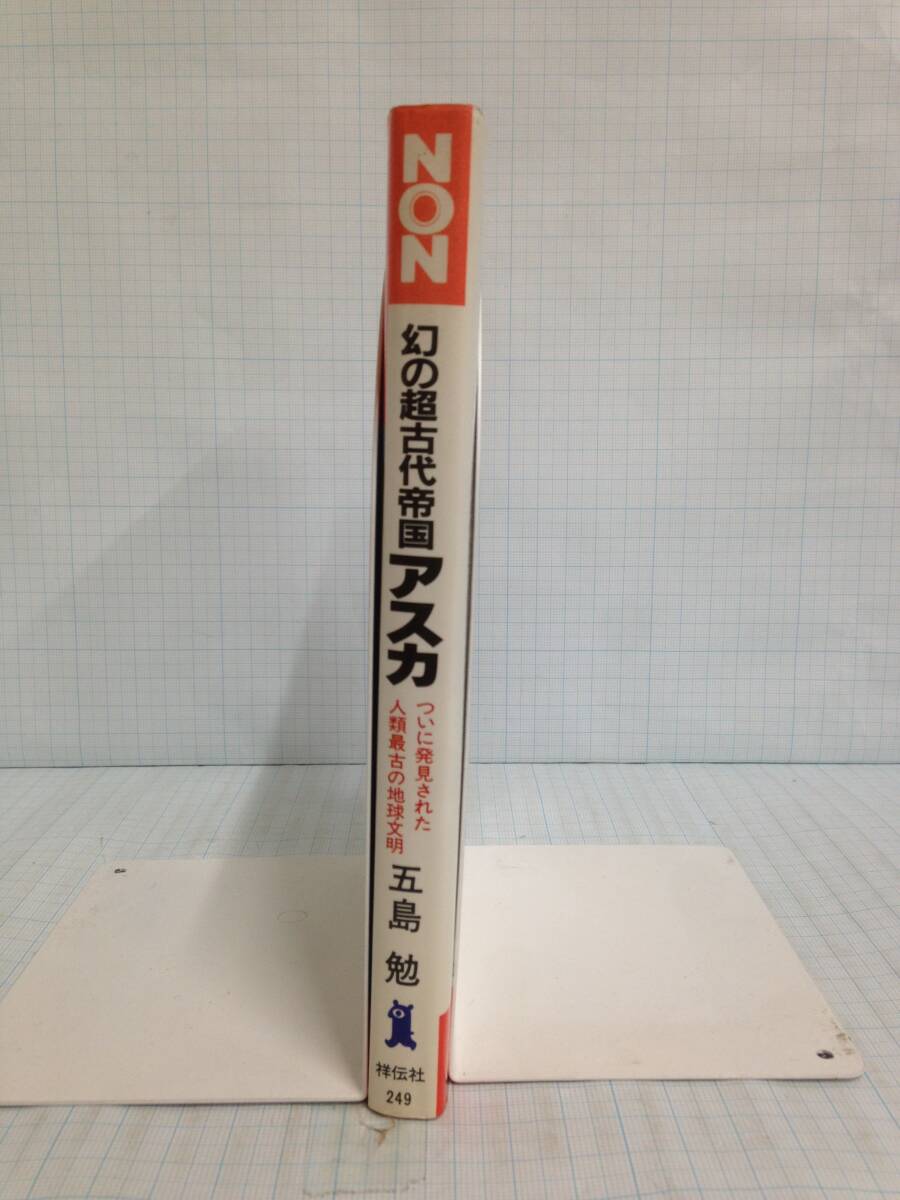 NON
幻の超古代帝国アスカ
ついに発見された
人類最古の地球文明
五島 勉
祥伝社
249